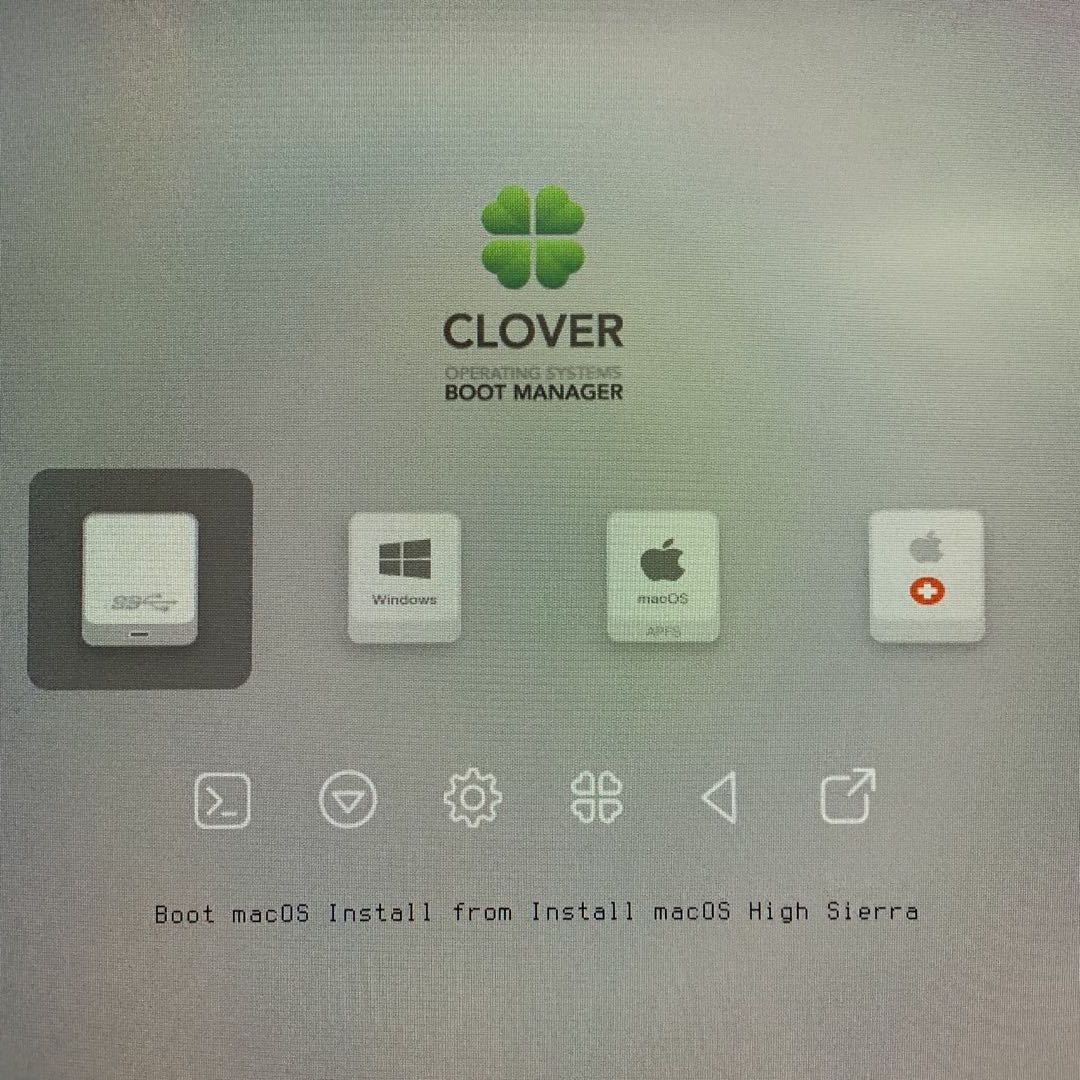 CLOVER
OPERATING SYSTEMS
BOOT MANAGER
SS
Windows
macOS
APFS
Boot macOS Install from Install macOS High Sierra